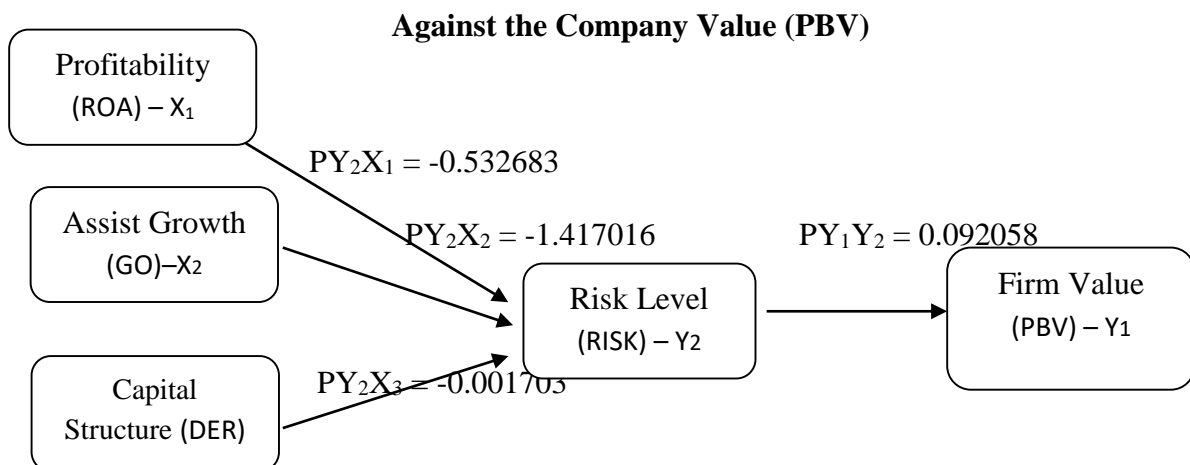 Against the Company Value (PBV)
Profitability
(ROA) – X₁
PY₂X₁ = -0.532683
Assist Growth
(GO)–X₂
PY₂X₂ = -1.417016
PY₁Y₂ = 0.092058
Risk Level
(RISK) – Y₂
Firm Value
(PBV) – Y₁
Capital
Structure (DER)
PY₂X₃ = -0.001703